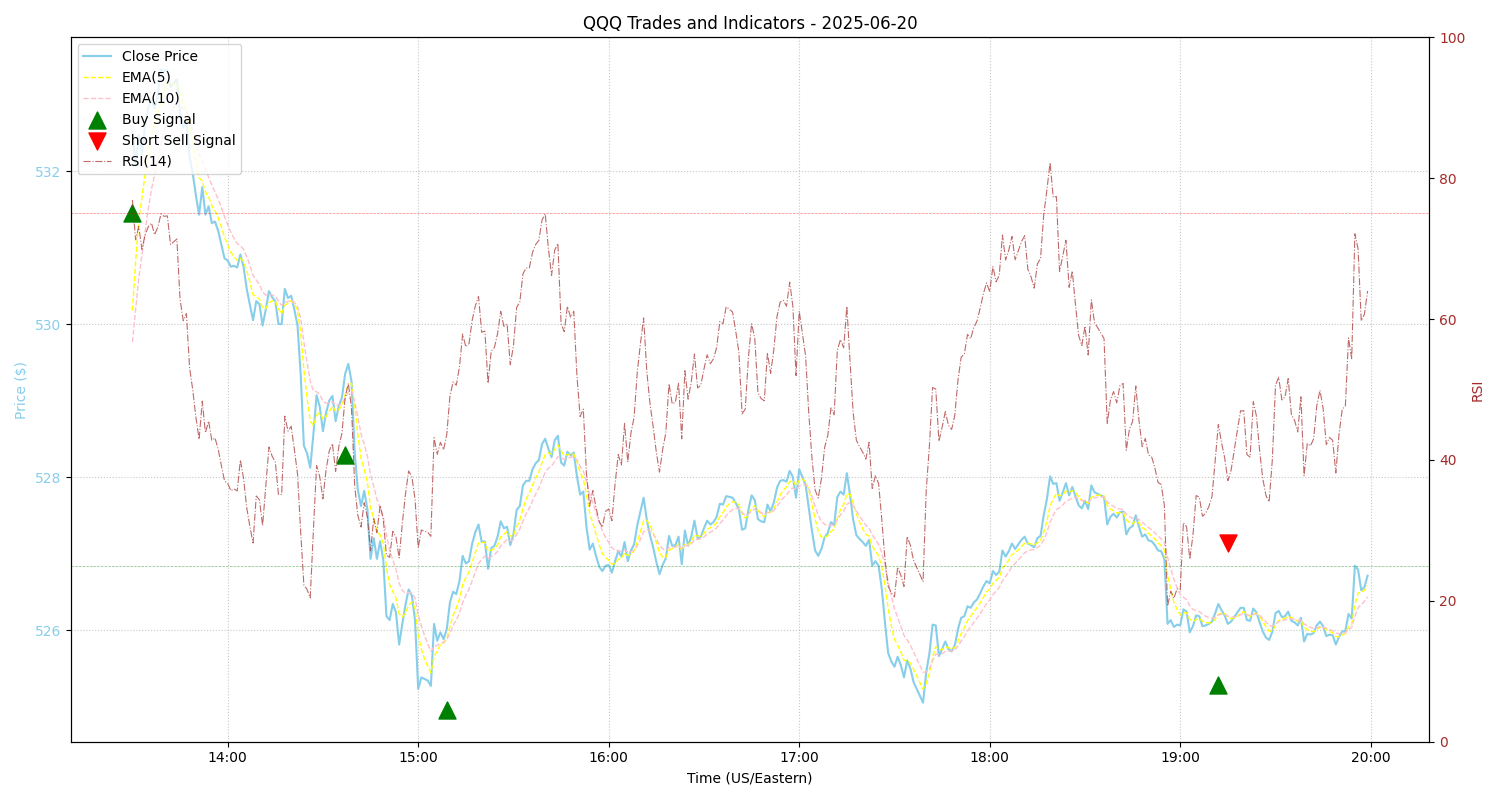 QQQ Trades and Indicators - 2025-06-20
Close Price
EMA(5)
EMA(10)
Buy Signal
Short Sell Signal
RSI(14)
532
530
528
526
Price ($)
100
80
60
40
20
0
RSI
14:00
15:00
16:00
17:00
18:00
19:00
20:00
Time (US/Eastern)